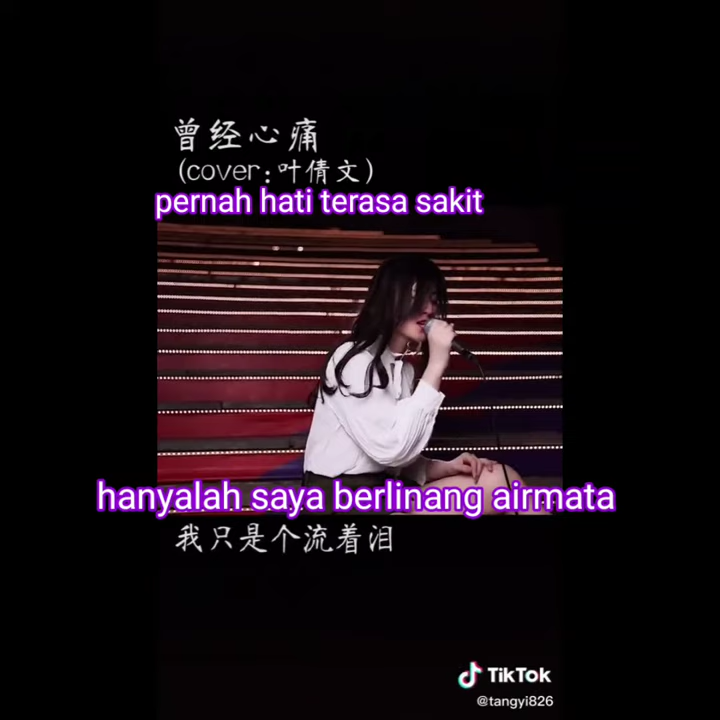 曾经心痛
(cover:叶倩文)
pernah hati terasa sakit
hanyalah saya berlinang airmata
我只是个流着泪
TikTok
@tangyi826